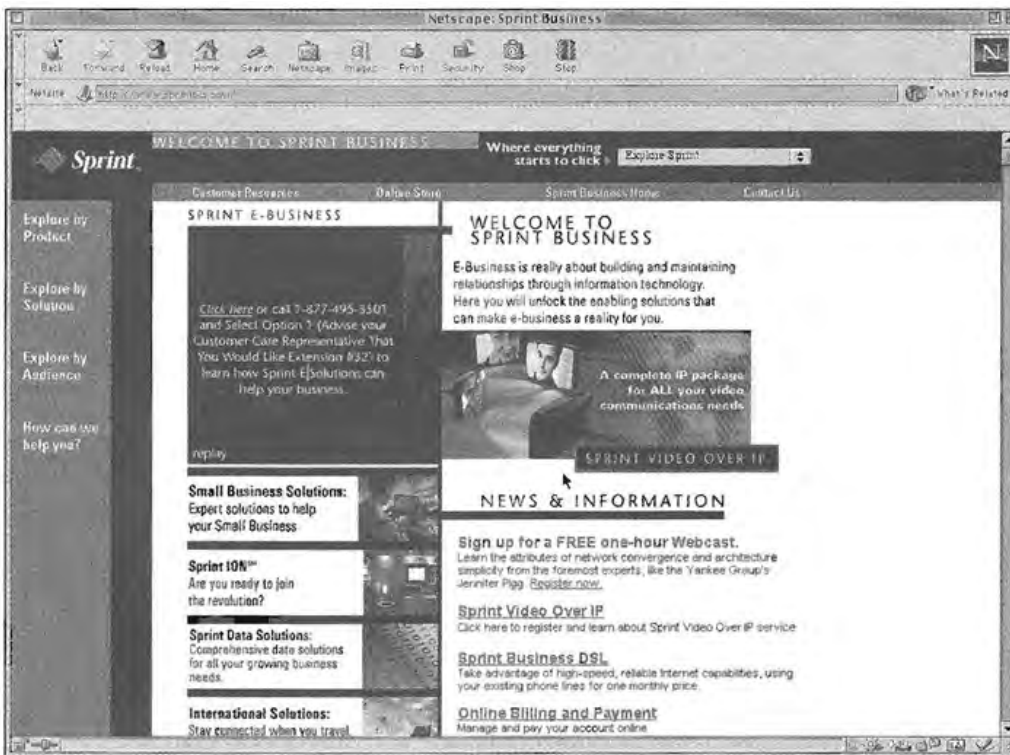 Netscape: Sprint Business
Back Forward Reload Home Search Netscape Images Print Security Shop Stop
N
Netsite
What's Related
Sprint
WELCOME TO SPRINT BUSINESS
Where everything
starts to click
Explore Sprint
Customer Resources Online Store Sprint Business Home Contact Us
Explore by
Product
Explore by
Solution
Explore by
Audience
How can we
help you?
SPRINT E-BUSINESS
Click here or call 1-877-495-3501
and Select Option 1 (Advise your
Customer Care Representative That
You Would Like Extension #32) to
learn how Sprint E|Solutions can
help your business.
replay
Small Business Solutions:
Expert solutions to help
your Small Business
Sprint ION℠
Are you ready to join
the revolution?
Sprint Data Solutions:
Comprehensive data solutions
for all your growing business
needs.
International Solutions:
Stay connected when you travel
WELCOME TO
SPRINT BUSINESS
E-Business is really about building and maintaining
relationships through information technology.
Here you will unlock the enabling solutions that
can make e-business a reality for you.
A complete IP package
for ALL your video
communications needs
SPRINT VIDEO OVER IP
NEWS & INFORMATION
Sign up for a FREE one-hour Webcast.
Learn the attributes of network convergence and architecture
simplicity from the foremost experts, like the Yankee Group's
Jennifer Pigg. Register now.
Sprint Video Over IP
Click here to register and learn about Sprint Video Over IP service
Sprint Business DSL
Take advantage of high-speed, reliable Internet capabilities, using
your existing phone lines for one monthly price.
Online Billing and Payment
Manage and pay your account online